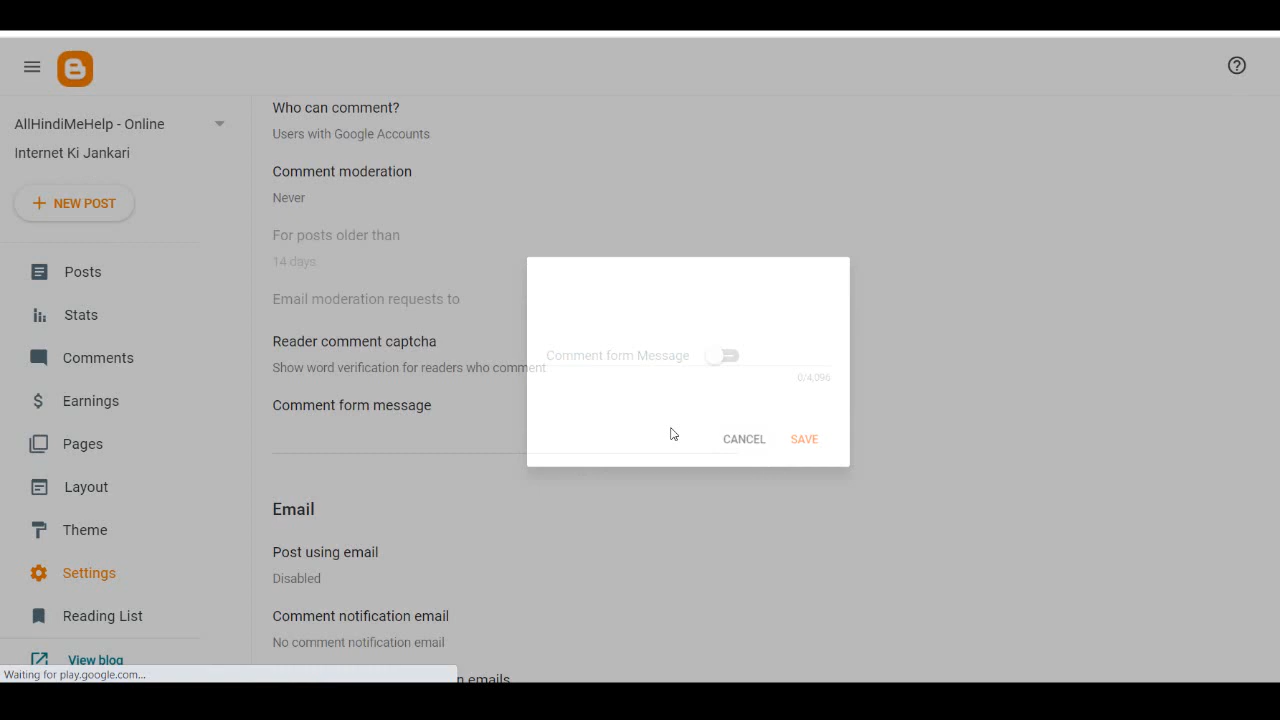 AllHindiMeHelp - Online
Internet Ki Jankari
NEW POST
Posts
Stats
Comments
Earnings
Pages
Layout
Theme
Settings
Reading List
View blog
Who can comment?
Users with Google Accounts
Comment moderation
Never
For posts older than
14 days
Email moderation requests to
Reader comment captcha
Show word verification for readers who comment
Comment form message
Email
Post using email
Disabled
Comment notification email
No comment notification email
n emails
Comment form Message
0/4,096
CANCEL
SAVE
Waiting for play.google.com...